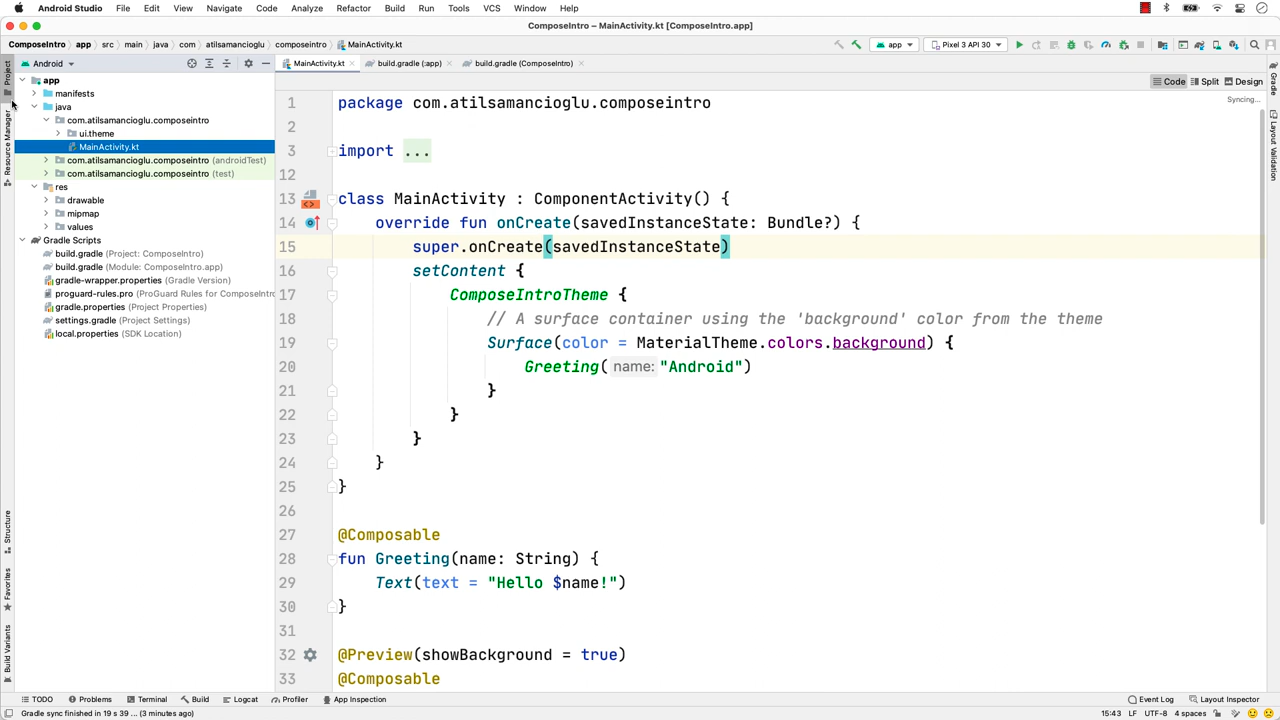 Android Studio File Edit View Navigate Code Analyze Refactor Build Run Tools VCS Window Help
ComposeIntro – MainActivity.kt [ComposeIntro.app]
ComposeIntro app src main java com atilsamancioglu composeintro MainActivity.kt app Pixel 3 API 30
Android
MainActivity.kt build.gradle (:app) build.gradle (ComposeIntro)
Code Split Design
Syncing...
Project
Resource Manager
Structure
Favorites
Build Variants
app
manifests
java
com.atilsamancioglu.composeintro
ui.theme
MainActivity.kt
com.atilsamancioglu.composeintro (androidTest)
com.atilsamancioglu.composeintro (test)
res
drawable
mipmap
values
Gradle Scripts
build.gradle (Project: ComposeIntro)
build.gradle (Module: ComposeIntro.app)
gradle-wrapper.properties (Gradle Version)
proguard-rules.pro (ProGuard Rules for ComposeIntro
gradle.properties (Project Properties)
settings.gradle (Project Settings)
local.properties (SDK Location)
1 package com.atilsamancioglu.composeintro
2
3 import ...
12
13 class MainActivity : ComponentActivity() {
14 override fun onCreate(savedInstanceState: Bundle?) {
15 super.onCreate(savedInstanceState)
16 setContent {
17 ComposeIntroTheme {
18 // A surface container using the 'background' color from the theme
19 Surface(color = MaterialTheme.colors.background) {
20 Greeting( name: "Android")
21 }
22 }
23 }
24 }
25 }
26
27 @Composable
28 fun Greeting(name: String) {
29 Text(text = "Hello $name!")
30 }
31
32 @Preview(showBackground = true)
33 @Composable
Gradle
Layout Validation
TODO Problems Terminal Build Logcat Profiler App Inspection Event Log Layout Inspector
Gradle sync finished in 19 s 39 ... (3 minutes ago) 15:43 LF UTF-8 4 spaces